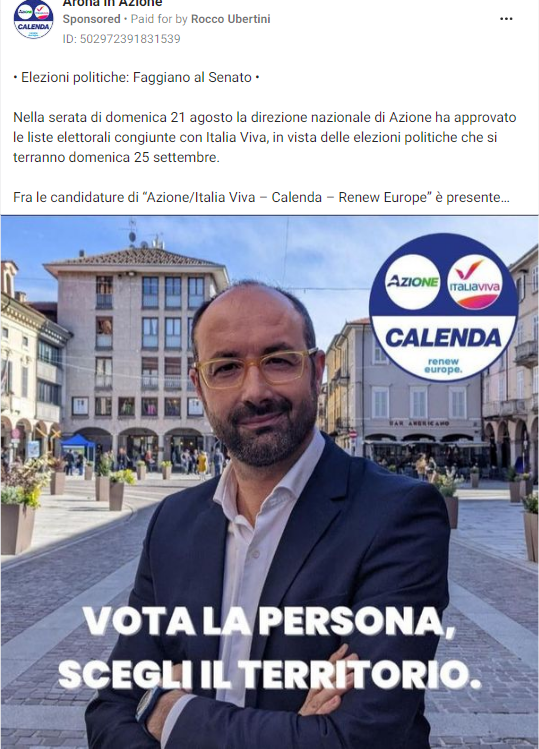 Arona in Azione
Sponsored • Paid for by Rocco Ubertini
ID: 502972391831539
• Elezioni politiche: Faggiano al Senato •
Nella serata di domenica 21 agosto la direzione nazionale di Azione ha approvato
le liste elettorali congiunte con Italia Viva, in vista delle elezioni politiche che si
terranno domenica 25 settembre.
Fra le candidature di “Azione/Italia Viva – Calenda – Renew Europe” è presente...
AZIONE
ITALIAVIVA
CALENDA
renew
europe.
BAR AMERICANO
VOTA LA PERSONA,
SCEGLI IL TERRITORIO.